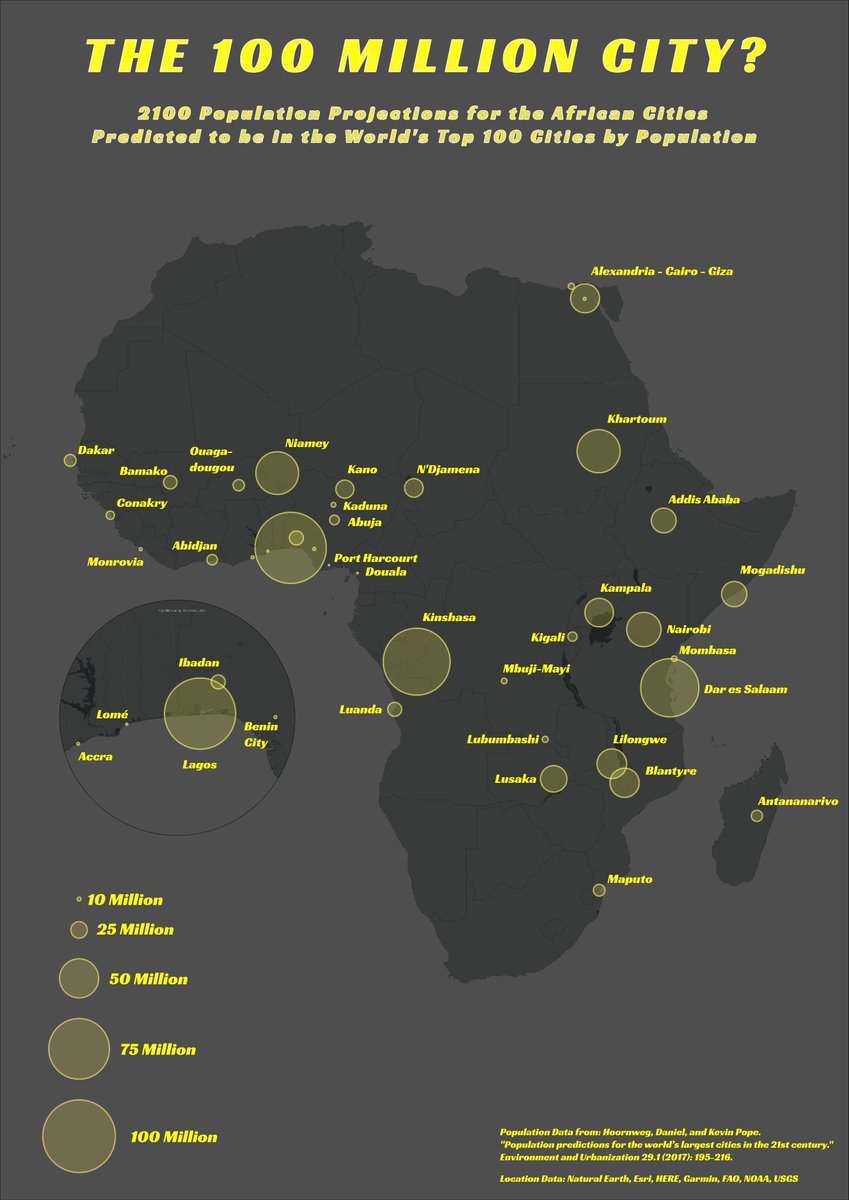 THE 100 MILLION CITY?
2100 Population Projections for the African Cities
Predicted to be in the World's Top 100 Cities by Population
Alexandria - Cairo - Giza
Khartoum
Niamey
Dakar
Ouaga-
dougou
Bamako
Kano
N'Djamena
Conakry
Kaduna
Addis Ababa
Abuja
Abidjan
Monrovia
Port Harcourt
Douala
Mogadishu
Kampala
Kinshasa
Nairobi
Kigali
Mombasa
Ibadan
Mbuji-Mayi
Dar es Salaam
Luanda
Lomé
Benin
City
Lubumbashi
Lilongwe
Accra
Lagos
Blantyre
Lusaka
Antananarivo
Maputo
10 Million
25 Million
50 Million
75 Million
100 Million
Population Data from: Hoornweg, Daniel, and Kevin Pope.
"Population predictions for the world's largest cities in the 21st century."
Environment and Urbanization 29.1 (2017): 195-216.
Location Data: Natural Earth, Esri, HERE, Garmin, FAO, NOAA, USGS